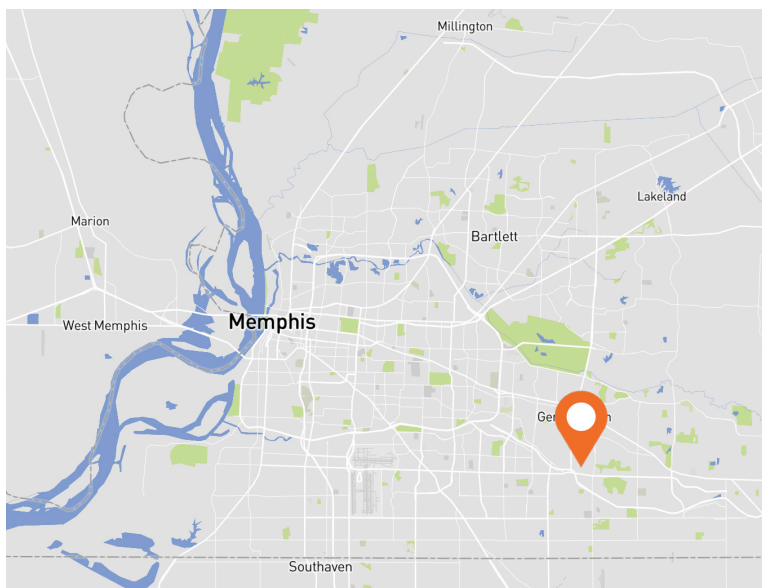 Millington
Lakeland
Marion
Bartlett
West Memphis
Memphis
Southaven